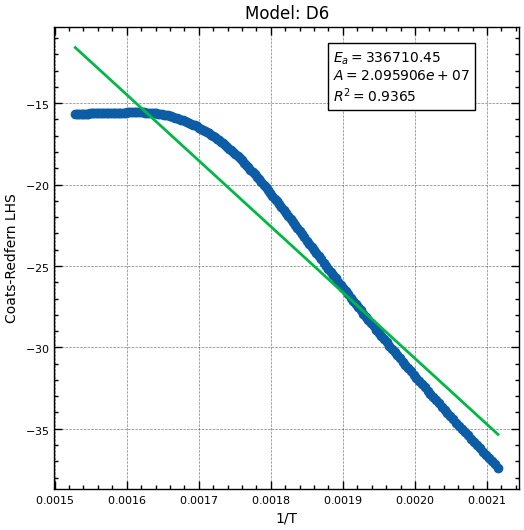 Model: D6
Eₐ = 336710.45
A = 2.095906e + 07
R² = 0.9365
Coats-Redfern LHS
−15
−20
−25
−30
−35
0.0015 0.0016 0.0017 0.0018 0.0019 0.0020 0.0021
1/T